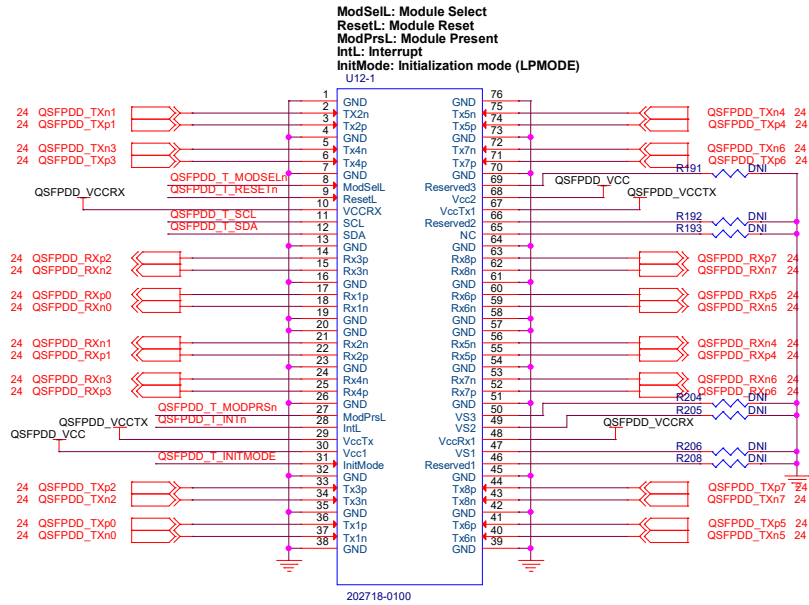 ModSelL: Module Select
ResetL: Module Reset
ModPrsL: Module Present
IntL: Interrupt
InitMode: Initialization mode (LPMODE)
U12-1
1 GND GND 76
24 QSFPDD_TXn1 2 TX2n Tx5n 75 QSFPDD_TXn4 24
24 QSFPDD_TXp1 3 Tx2p Tx5p 74 QSFPDD_TXp4 24
4 GND GND 73
24 QSFPDD_TXn3 5 Tx4n Tx7n 72 QSFPDD_TXn6 24
24 QSFPDD_TXp3 6 Tx4p Tx7p 71 QSFPDD_TXp6 24
7 GND GND 70
QSFPDD_T_MODSELn 8 ModSelL Reserved3 69 R191 DNI
QSFPDD_T_RESETn 9 ResetL Vcc2 68 QSFPDD_VCC
QSFPDD_VCCRX 10 VCCRX VccTx1 67 QSFPDD_VCCTX
QSFPDD_T_SCL 11 SCL Reserved2 66 R192 DNI
QSFPDD_T_SDA 12 SDA NC 65 R193 DNI
13 GND GND 64
24 QSFPDD_RXp2 14 Rx3p Rx8p 63 QSFPDD_RXp7 24
24 QSFPDD_RXn2 15 Rx3n Rx8n 62 QSFPDD_RXn7 24
16 GND GND 61
24 QSFPDD_RXp0 17 Rx1p Rx6p 60 QSFPDD_RXp5 24
24 QSFPDD_RXn0 18 Rx1n Rx6n 59 QSFPDD_RXn5 24
19 GND GND 58
20 GND GND 57
24 QSFPDD_RXn1 21 Rx2n Rx5n 56 QSFPDD_RXn4 24
24 QSFPDD_RXp1 22 Rx2p Rx5p 55 QSFPDD_RXp4 24
23 GND GND 54
24 QSFPDD_RXn3 24 Rx4n Rx7n 53 QSFPDD_RXn6 24
24 QSFPDD_RXp3 25 Rx4p Rx7p 52 QSFPDD_RXp6 24
26 GND GND 51
QSFPDD_T_MODPRSn 27 ModPrsL VS3 50 R204 DNI
QSFPDD_T_INTn 28 IntL VS2 49 R205 DNI
QSFPDD_VCCTX 29 VccTx VccRx1 48 QSFPDD_VCCRX
QSFPDD_VCC 30 Vcc1 VS1 47 R206 DNI
QSFPDD_T_INITMODE 31 InitMode Reserved1 46 R208 DNI
32 GND GND 45
24 QSFPDD_TXp2 33 Tx3p Tx8p 44 QSFPDD_TXp7 24
24 QSFPDD_TXn2 34 Tx3n Tx8n 43 QSFPDD_TXn7 24
35 GND GND 42
24 QSFPDD_TXp0 36 Tx1p Tx6p 41 QSFPDD_TXp5 24
24 QSFPDD_TXn0 37 Tx1n Tx6n 40 QSFPDD_TXn5 24
38 GND GND 39
202718-0100